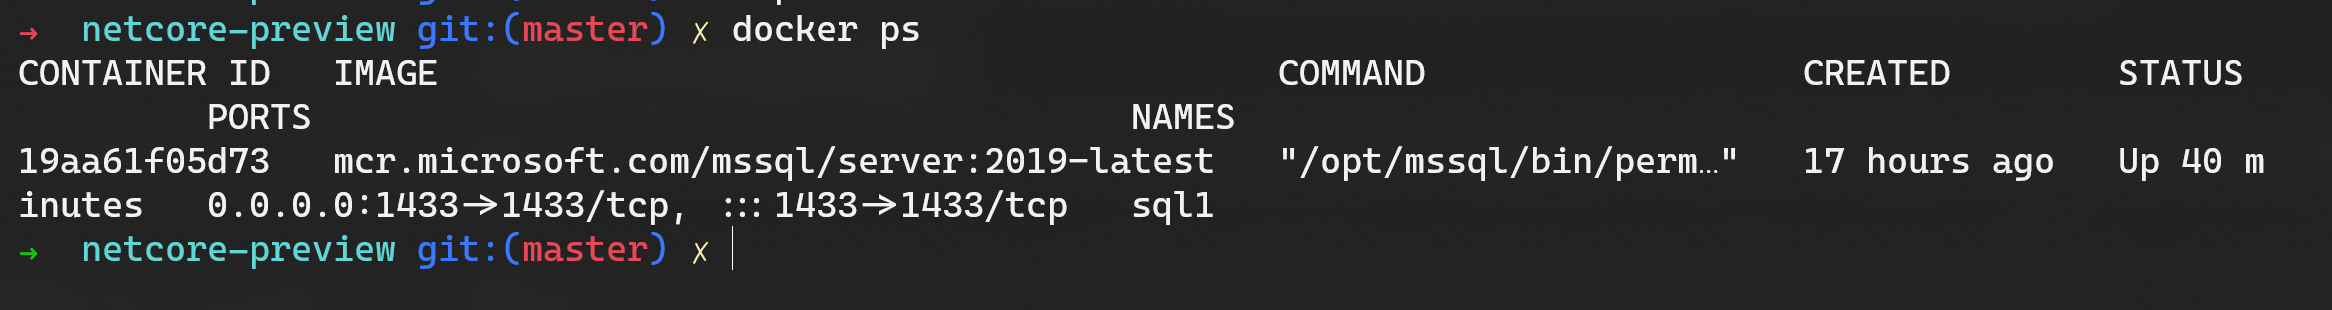 → netcore-preview git:(master) ✗ docker ps
CONTAINER ID   IMAGE                                        COMMAND                  CREATED        STATUS
         PORTS                                       NAMES
19aa61f05d73   mcr.microsoft.com/mssql/server:2019-latest   "/opt/mssql/bin/perm…"   17 hours ago   Up 40 m
inutes   0.0.0.0:1433->1433/tcp, :::1433->1433/tcp   sql1
→ netcore-preview git:(master) ✗